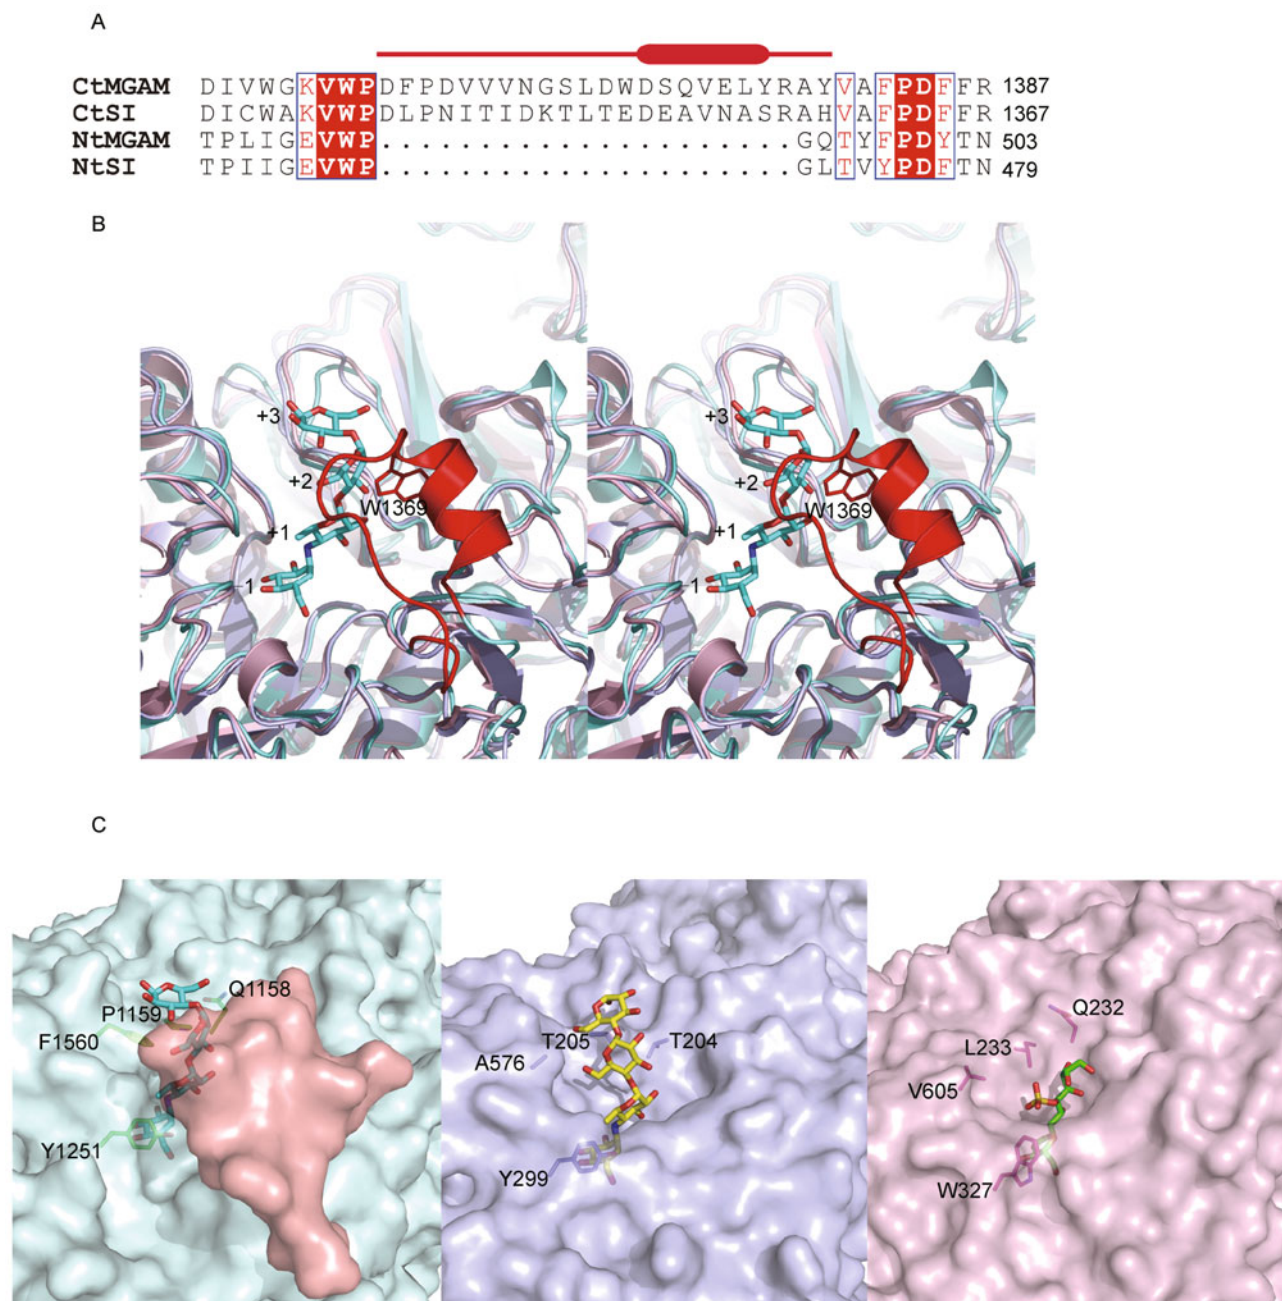 A
CtMGAM DIVWGKVWPDFPDVVVNGSLDWDSQVELYRAYVAFPDFFR 1387
CtSI DICWAKVWPDLPNITIDKTLTEDEAVNASRAHVAFPDFFR 1367
NtMGAM TPLIGEVWP.....................GQTYFPDYTN 503
NtSI TPIIGEVWP.....................GLTVYPDFTN 479
B
+3 +3
+2 +2
W1369 W1369
+1 +1
-1 -1
C
Q1158
P1159
F1560
Y1251
T205 T204
A576
Y299
Q232
L233
V605
W327